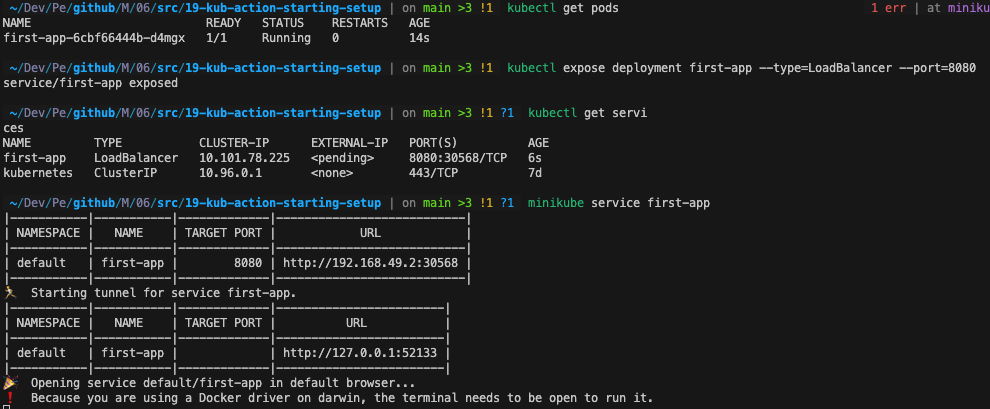 ~/Dev/Pe/github/M/06/src/19-kub-action-starting-setup | on main >3 !1 kubectl get pods 1 err | at miniku
NAME READY STATUS RESTARTS AGE
first-app-6cbf66444b-d4mgx 1/1 Running 0 14s
~/Dev/Pe/github/M/06/src/19-kub-action-starting-setup | on main >3 !1 kubectl expose deployment first-app --type=LoadBalancer --port=8080
service/first-app exposed
~/Dev/Pe/github/M/06/src/19-kub-action-starting-setup | on main >3 !1 ?1 kubectl get servi
ces
NAME TYPE CLUSTER-IP EXTERNAL-IP PORT(S) AGE
first-app LoadBalancer 10.101.78.225 <pending> 8080:30568/TCP 6s
kubernetes ClusterIP 10.96.0.1 <none> 443/TCP 7d
~/Dev/Pe/github/M/06/src/19-kub-action-starting-setup | on main >3 !1 ?1 minikube service first-app
|-----------|-----------|-------------|---------------------------|
| NAMESPACE | NAME | TARGET PORT | URL |
|-----------|-----------|-------------|---------------------------|
| default | first-app | 8080 | http://192.168.49.2:30568 |
|-----------|-----------|-------------|---------------------------|
🏃 Starting tunnel for service first-app.
|-----------|-----------|-------------|------------------------|
| NAMESPACE | NAME | TARGET PORT | URL |
|-----------|-----------|-------------|------------------------|
| default | first-app | | http://127.0.0.1:52133 |
|-----------|-----------|-------------|------------------------|
🎉 Opening service default/first-app in default browser...
❗ Because you are using a Docker driver on darwin, the terminal needs to be open to run it.